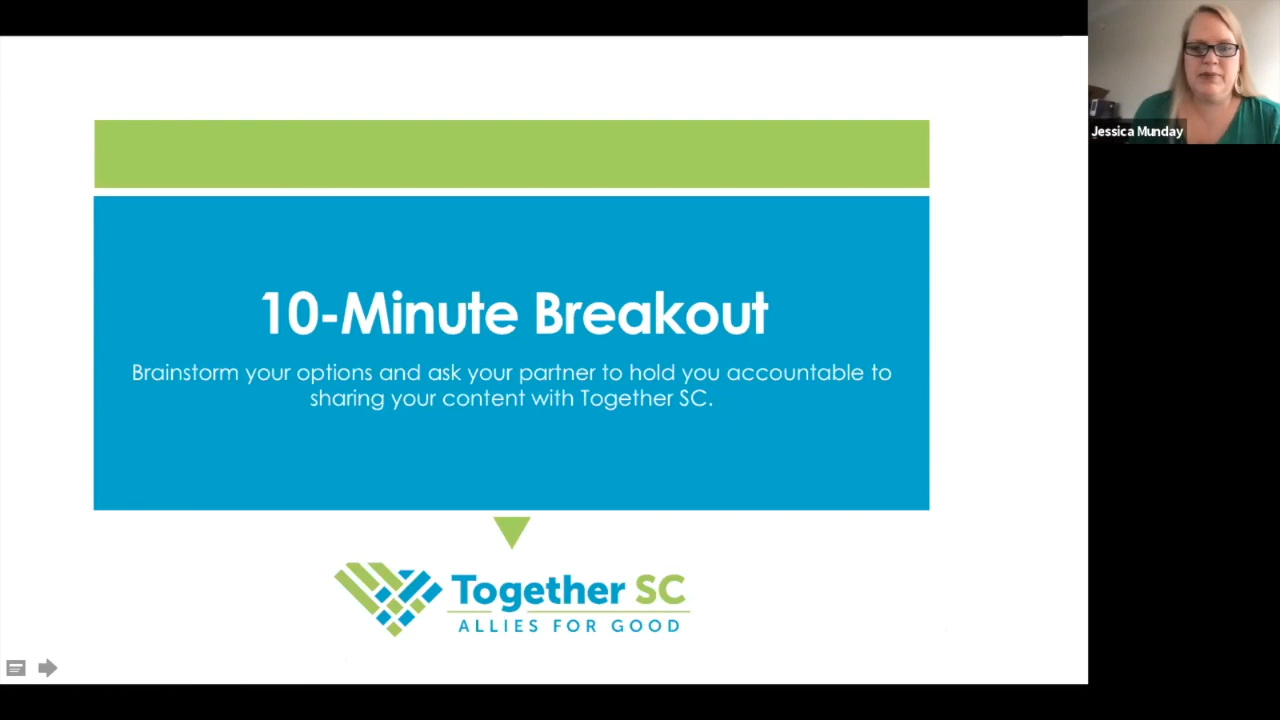 10-Minute Breakout
Brainstorm your options and ask your partner to hold you accountable to
sharing your content with Together SC.
Together SC
ALLIES FOR GOOD
Jessica Munday